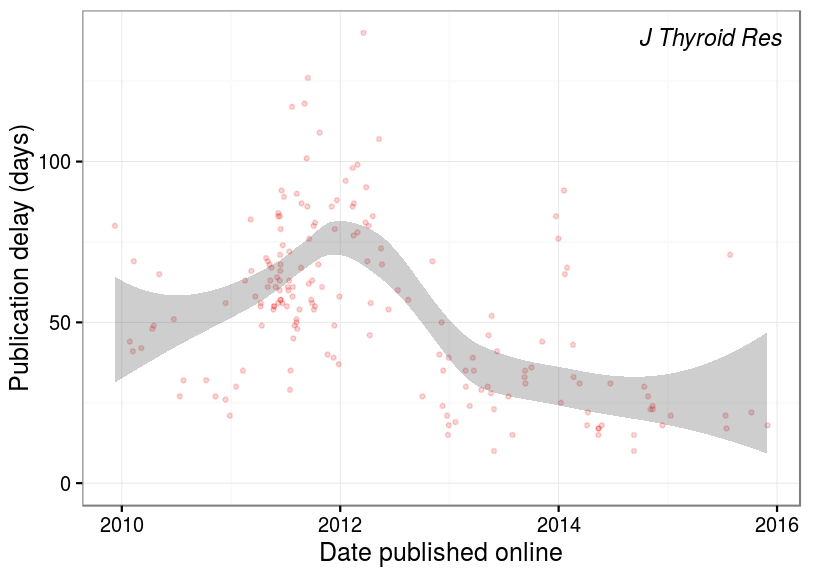 J Thyroid Res
Publication delay (days)
100
50
0
2010 2012 2014 2016
Date published online